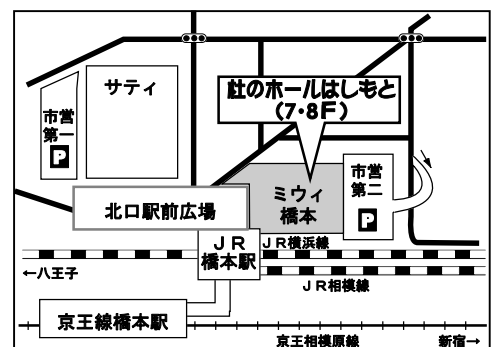 サティ
市営
第一
P
杜のホールはしもと
(7・8F)
ミウィ
橋本
市営
第二
P
北口駅前広場
JR
橋本駅
JR横浜線
←八王子
JR相模線
京王線橋本駅
京王相模原線
新宿→